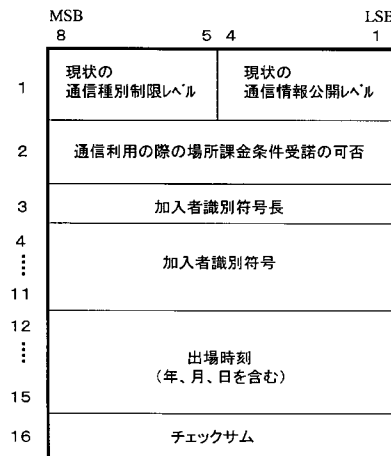 MSB LSB
8 5 4 1
1 現状の 現状の
通信種別制限レベル 通信情報公開レベル
2 通信利用の際の場所課金条件受諾の可否
3 加入者識別符号長
4
加入者識別符号
11
12
出場時刻
(年、月、日を含む)
15
16 チェックサム